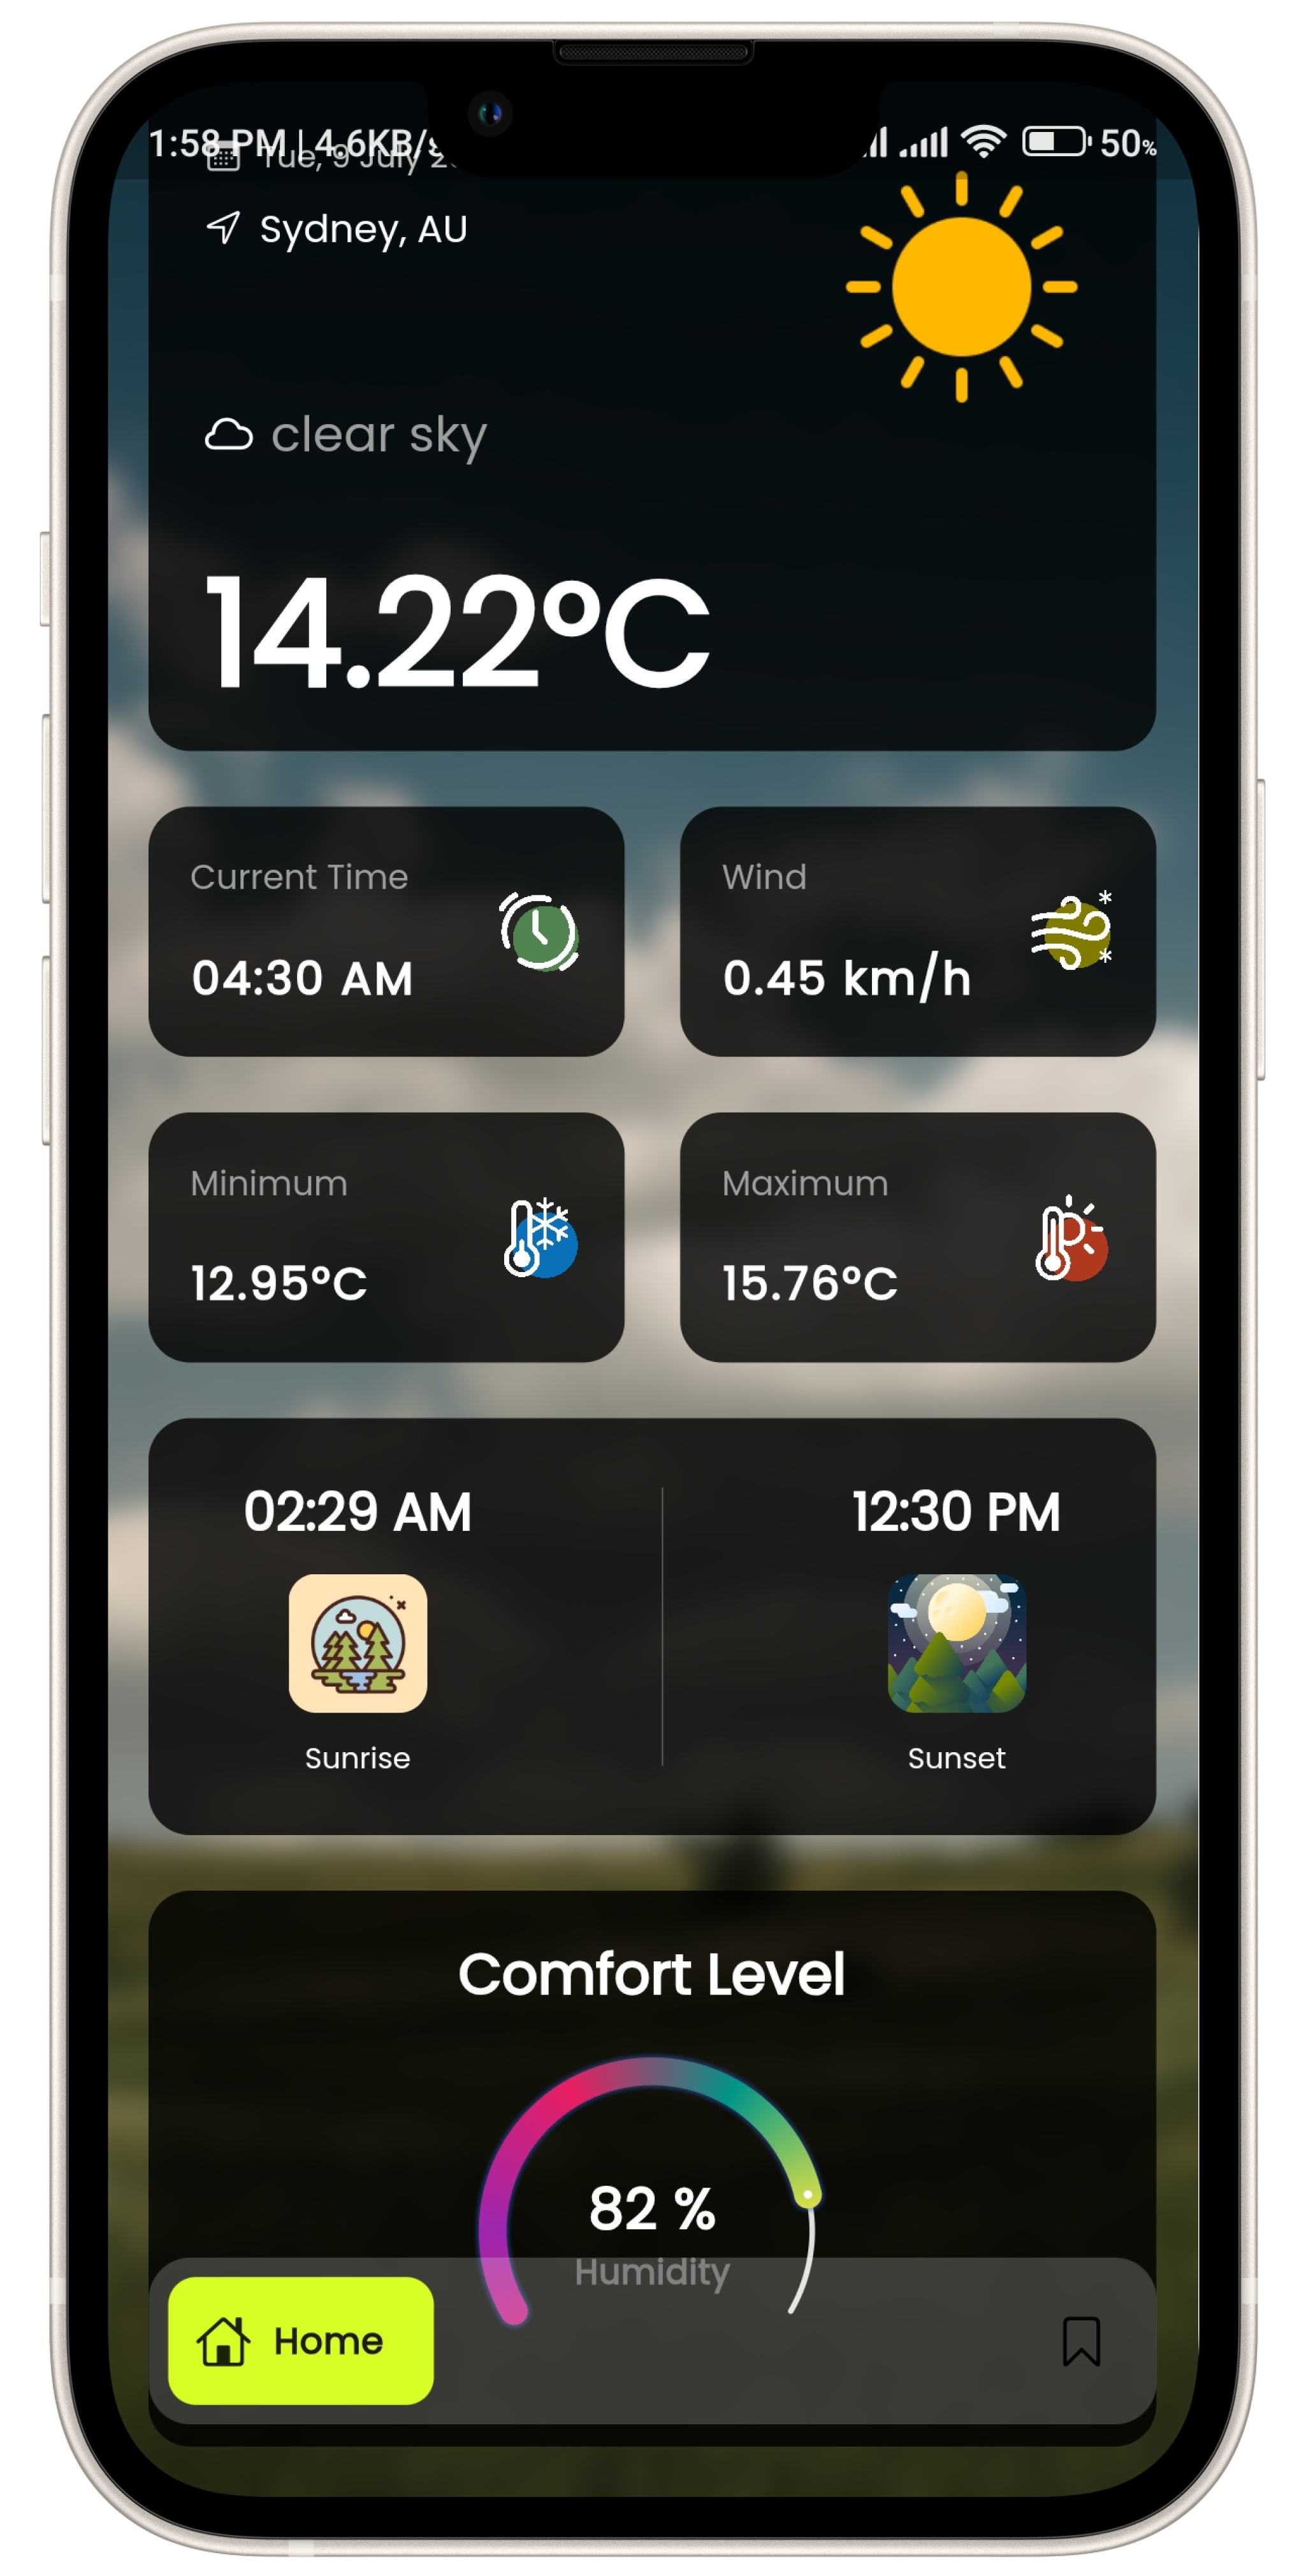 1:58 PM | 4.6KB/s
50%
Tue, 9 July
Sydney, AU
clear sky
14.22°C
Current Time
04:30 AM
Wind
0.45 km/h
Minimum
12.95°C
Maximum
15.76°C
02:29 AM
12:30 PM
Sunrise
Sunset
Comfort Level
82 %
Humidity
Home